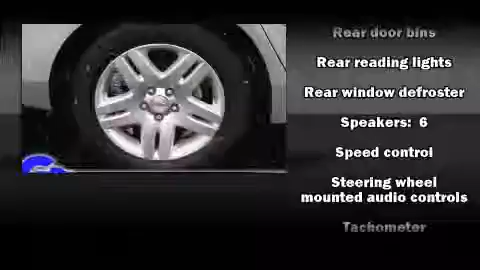 Rear door bins
Rear reading lights
Rear window defroster
Speakers: 6
Speed control
Steering wheel
mounted audio controls
Tachometer